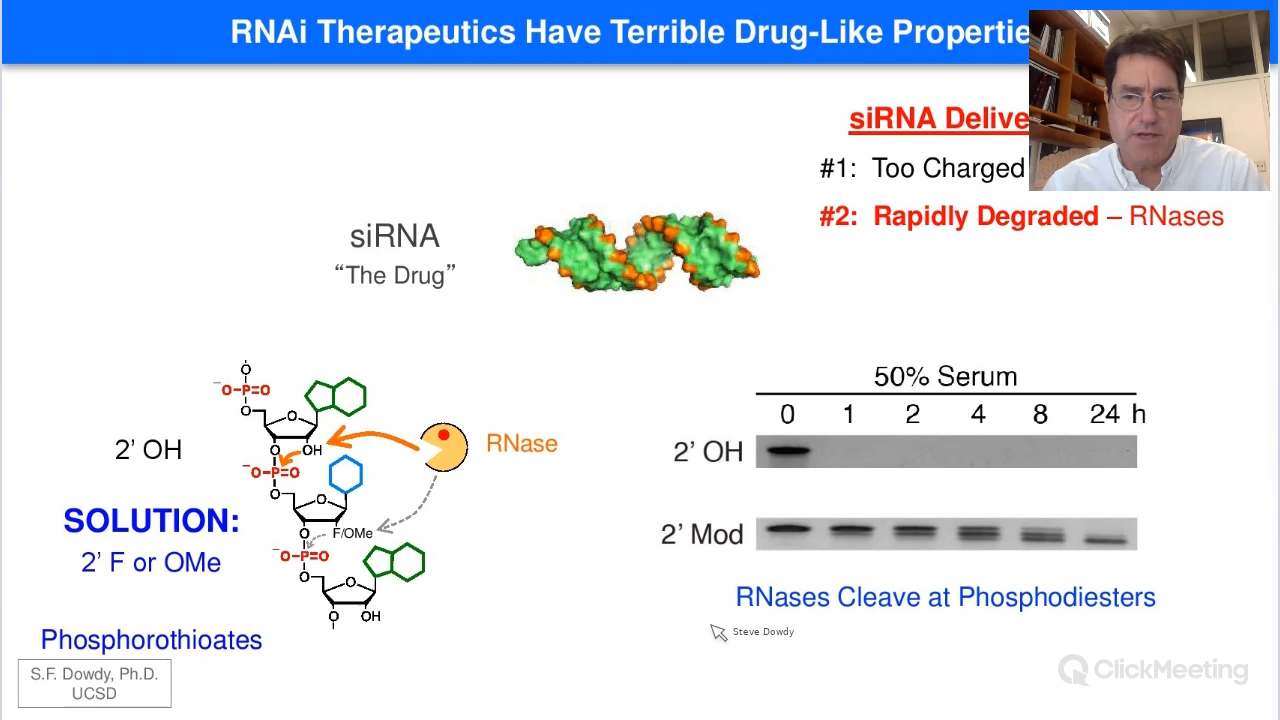 RNAi Therapeutics Have Terrible Drug-Like Propertie
siRNA Delive
#1: Too Charged
#2: Rapidly Degraded – RNases
siRNA
“The Drug”
O
⁻O-P=O
O
O
2’ OH
O OH
⁻O-P=O
O
O
RNase
SOLUTION:
2’ F or OMe
O F/OMe
⁻O-P=O
O
O
O OH
Phosphorothioates
50% Serum
0 1 2 4 8 24 h
2’ OH
2’ Mod
RNases Cleave at Phosphodiesters
Steve Dowdy
S.F. Dowdy, Ph.D.
UCSD
ClickMeeting